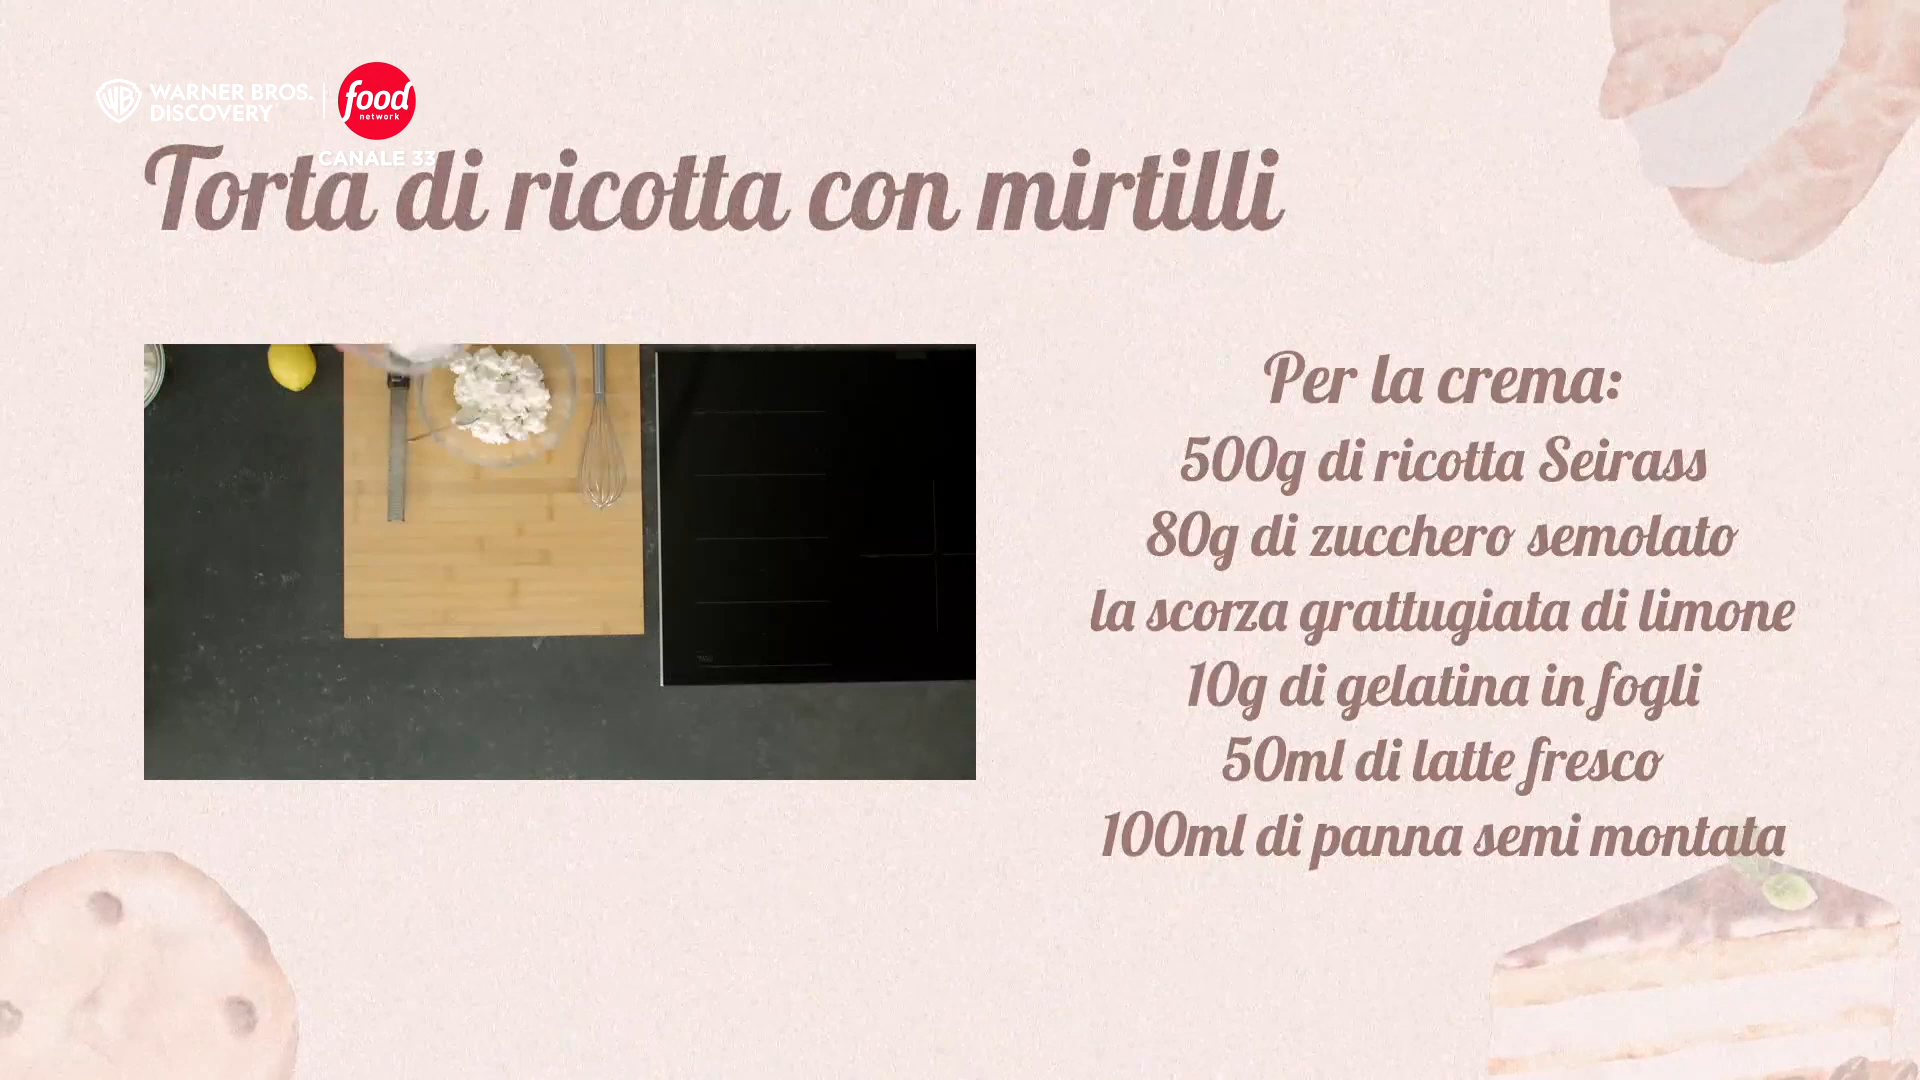 WARNER BROS.
DISCOVERY
food
network
CANALE 33
Torta di ricotta con mirtilli
Per la crema:
500g di ricotta Seirass
80g di zucchero semolato
la scorza grattugiata di limone
10g di gelatina in fogli
50ml di latte fresco
100ml di panna semi montata